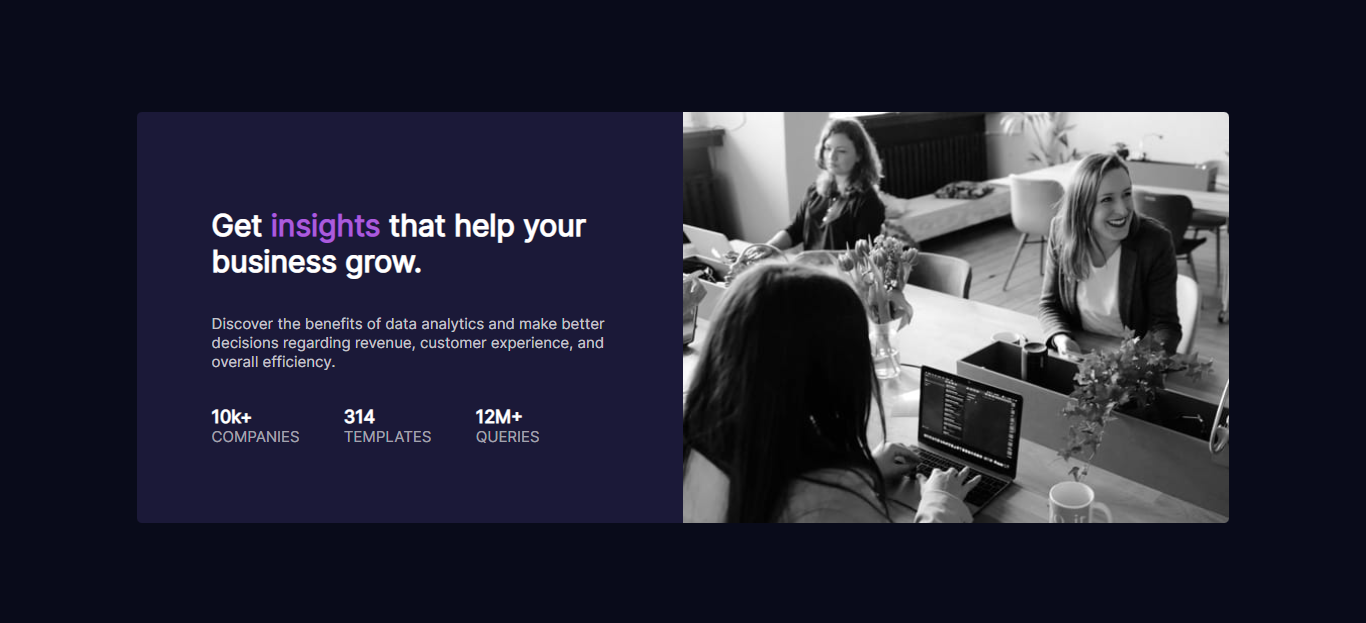 Get insights that help your
business grow.
Discover the benefits of data analytics and make better
decisions regarding revenue, customer experience, and
overall efficiency.
10k+ 314 12M+
COMPANIES TEMPLATES QUERIES